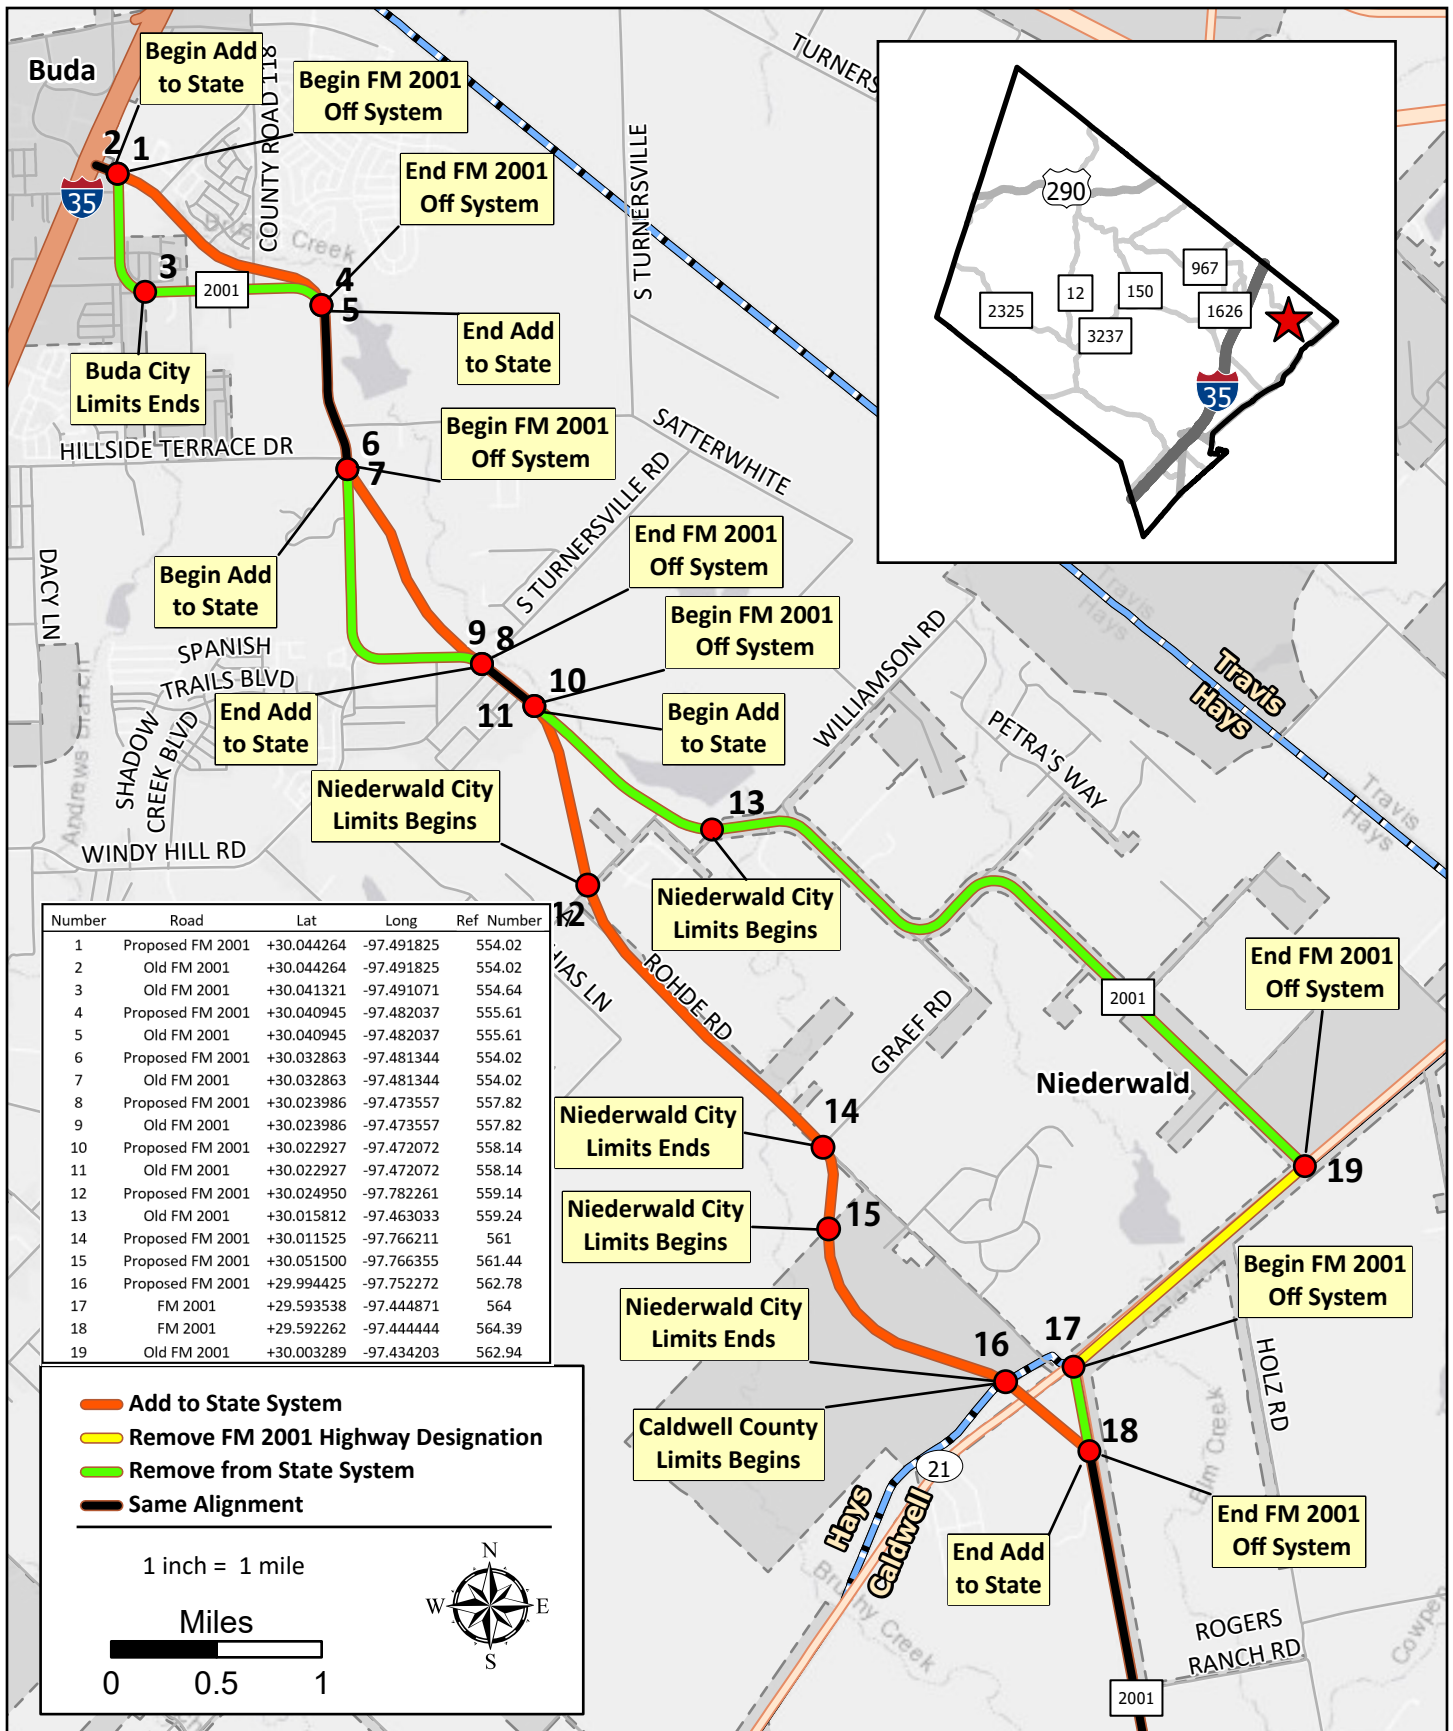 Buda
Begin Add
to State
COUNTY ROAD 118
Begin FM 2001
Off System
TURNERS
2
1
35
End FM 2001
Off System
S TURNERSVILLE
Creek
3
2001
4
5
End Add
to State
Buda City
Limits Ends
HILLSIDE TERRACE DR
6
7
Begin FM 2001
Off System
SATTERWHITE
290
967
12
150
2325
1626
3237
35
DACY LN
Begin Add
to State
S TURNERSVILLE RD
End FM 2001
Off System
Travis
Hays
SPANISH
TRAILS BLVD
9
8
Begin FM 2001
Off System
WILLIAMSON RD
Travis
Hays
Andrews Branch
SHADOW
CREEK BLVD
End Add
to State
10
11
Begin Add
to State
PETRA'S WAY
Niederwald City
Limits Begins
13
Travis
Hays
WINDY HILL RD
12
Niederwald City
Limits Begins
HIAS LN
ROHDE RD
End FM 2001
Off System
2001
GRAEF RD
Niederwald
Number Road Lat Long Ref Number
1 Proposed FM 2001 +30.044264 -97.491825 554.02
2 Old FM 2001 +30.044264 -97.491825 554.02
3 Old FM 2001 +30.041321 -97.491071 554.64
4 Proposed FM 2001 +30.040945 -97.482037 555.61
5 Old FM 2001 +30.040945 -97.482037 555.61
6 Proposed FM 2001 +30.032863 -97.481344 554.02
7 Old FM 2001 +30.032863 -97.481344 554.02
8 Proposed FM 2001 +30.023986 -97.473557 557.82
9 Old FM 2001 +30.023986 -97.473557 557.82
10 Proposed FM 2001 +30.022927 -97.472072 558.14
11 Old FM 2001 +30.022927 -97.472072 558.14
12 Proposed FM 2001 +30.024950 -97.782261 559.14
13 Old FM 2001 +30.015812 -97.463033 559.24
14 Proposed FM 2001 +30.011525 -97.766211 561
15 Proposed FM 2001 +30.051500 -97.766355 561.44
16 Proposed FM 2001 +29.994425 -97.752272 562.78
17 FM 2001 +29.593538 -97.444871 564
18 FM 2001 +29.592262 -97.444444 564.39
19 Old FM 2001 +30.003289 -97.434203 562.94
Niederwald City
Limits Ends
14
19
Niederwald City
Limits Begins
15
Begin FM 2001
Off System
Niederwald City
Limits Ends
16
17
HOLZ RD
Caldwell County
Limits Begins
18
Elm Creek
21
Hays
Caldwell
End Add
to State
End FM 2001
Off System
Brushy Creek
ROGERS
RANCH RD
Cowpen
2001
Add to State System
Remove FM 2001 Highway Designation
Remove from State System
Same Alignment
1 inch = 1 mile
Miles
0 0.5 1
N
W E
S